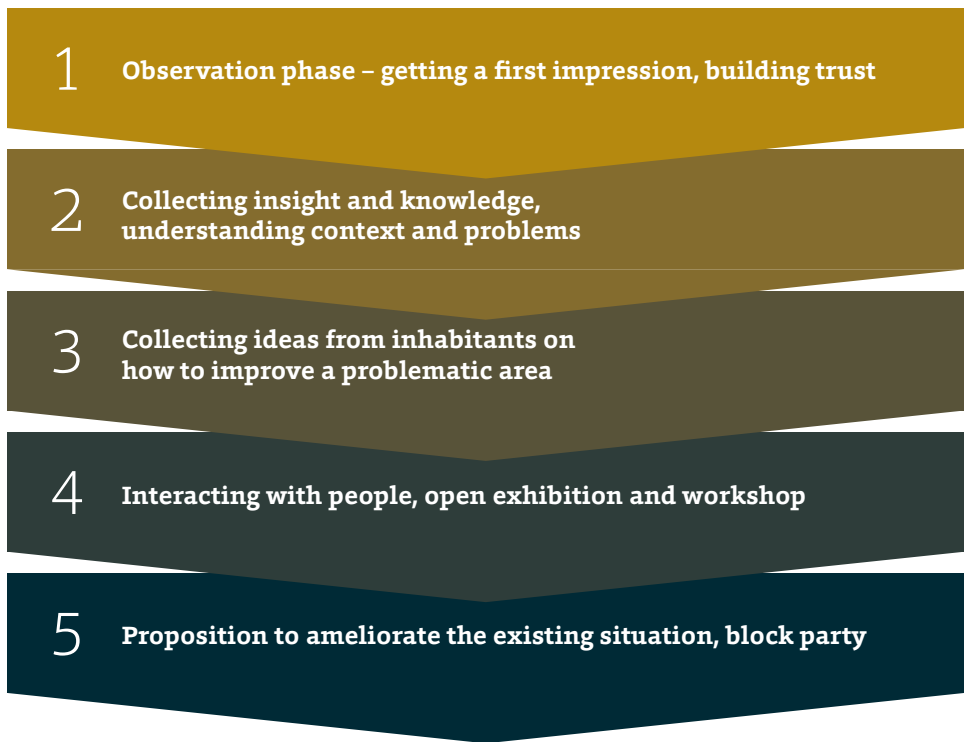 1
Observation phase – getting a first impression, building trust
2
Collecting insight and knowledge,
understanding context and problems
3
Collecting ideas from inhabitants on
how to improve a problematic area
4
Interacting with people, open exhibition and workshop
5
Proposition to ameliorate the existing situation, block party